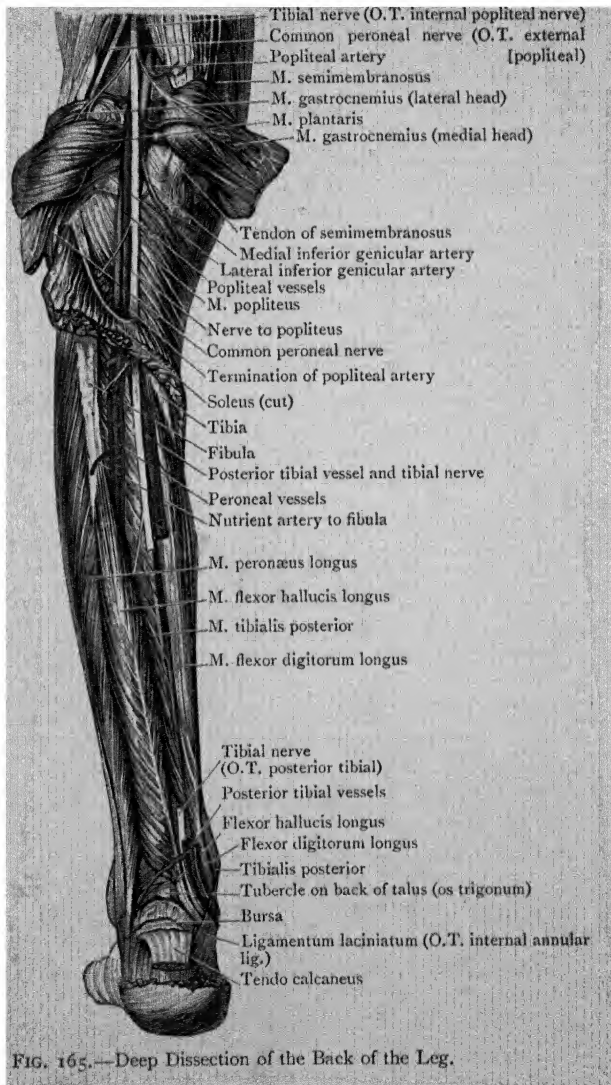 Tibial nerve (O.T. internal popliteal nerve)
Common peroneal nerve (O.T. external
Popliteal artery [popliteal)
M. semimembranosus
M. gastrocnemius (lateral head)
M. plantaris
M. gastrocnemius (medial head)
Tendon of semimembranosus
Medial inferior genicular artery
Lateral inferior genicular artery
Popliteal vessels
M. popliteus
Nerve to popliteus
Common peroneal nerve
Termination of popliteal artery
Soleus (cut)
Tibia
Fibula
Posterior tibial vessel and tibial nerve
Peroneal vessels
Nutrient artery to fibula
M. peronæus longus
M. flexor hallucis longus
M. tibialis posterior
M. flexor digitorum longus
Tibial nerve
(O.T. posterior tibial)
Posterior tibial vessels
Flexor hallucis longus
Flexor digitorum longus
Tibialis posterior
Tubercle on back of talus (os trigonum)
Bursa
Ligamentum laciniatum (O.T. internal annular
lig.)
Tendo calcaneus
FIG. 165.—Deep Dissection of the Back of the Leg.